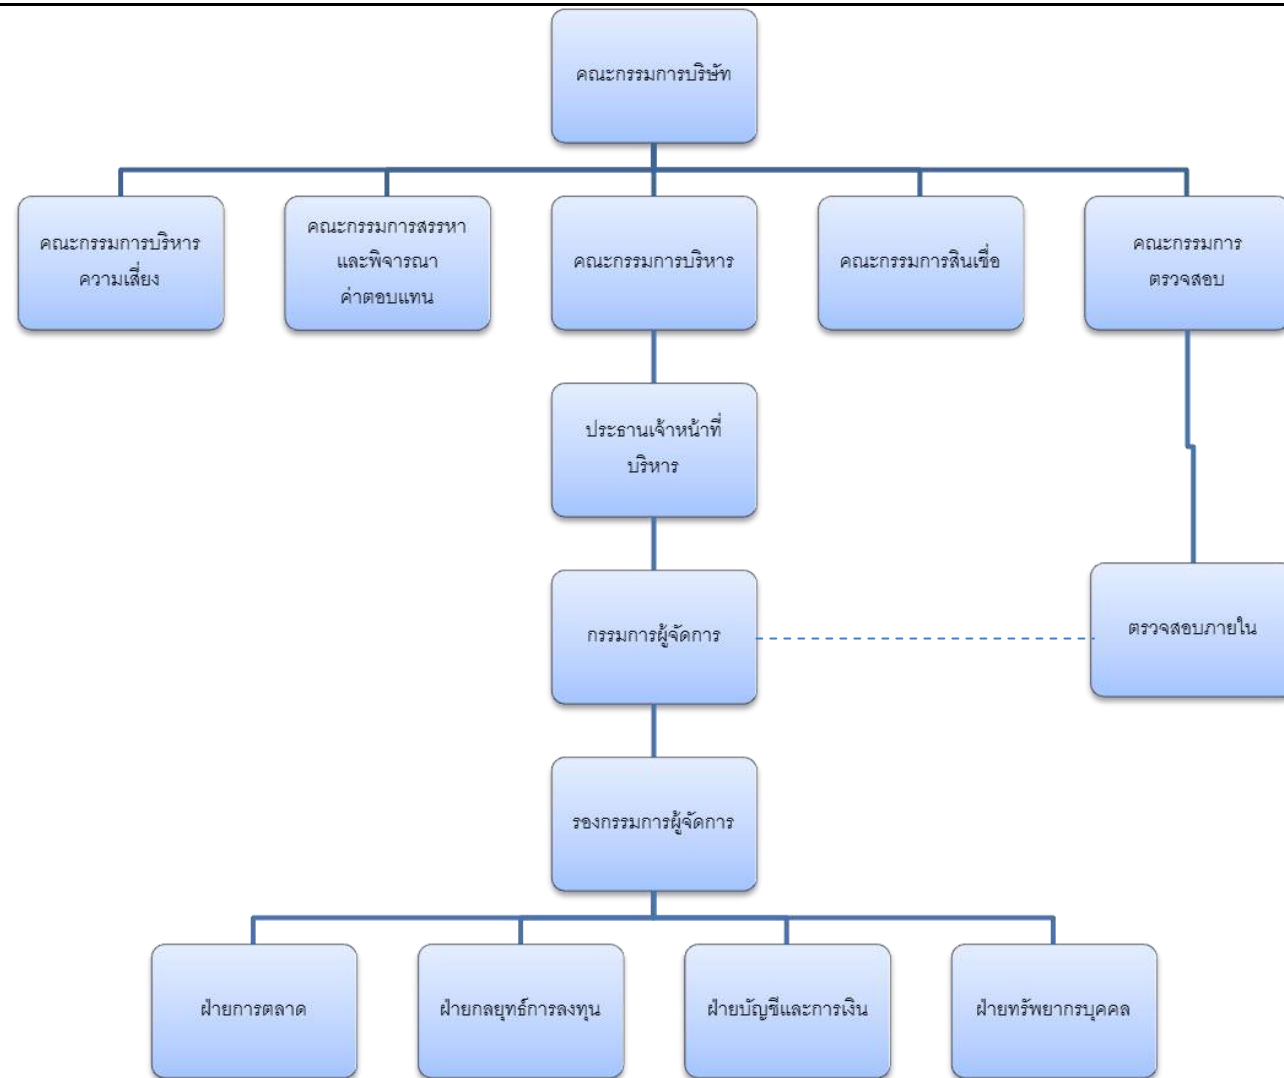 คณะกรรมการบริษัท
คณะกรรมการบริหาร
ความเสี่ยง
คณะกรรมการสรรหา
และพิจารณา
ค่าตอบแทน
คณะกรรมการบริหาร
คณะกรรมการสินเชื่อ
คณะกรรมการ
ตรวจสอบ
ประธานเจ้าหน้าที่
บริหาร
กรรมการผู้จัดการ
ตรวจสอบภายใน
รองกรรมการผู้จัดการ
ฝ่ายการตลาด
ฝ่ายกลยุทธ์การลงทุน
ฝ่ายบัญชีและการเงิน
ฝ่ายทรัพยากรบุคคล